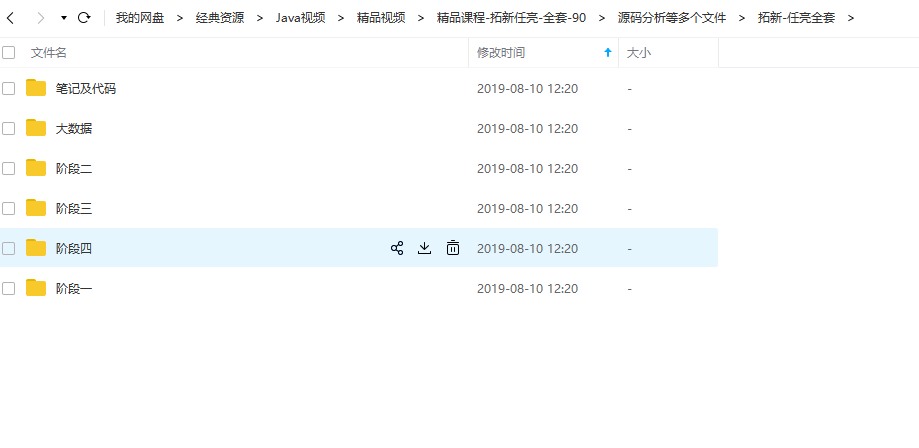 我的网盘 > 经典资源 > Java视频 > 精品视频 > 精品课程-拓新任亮-全套-90 > 源码分析等多个文件 > 拓新-任亮全套 >
文件名 修改时间 大小
笔记及代码 2019-08-10 12:20 -
大数据 2019-08-10 12:20 -
阶段二 2019-08-10 12:20 -
阶段三 2019-08-10 12:20 -
阶段四 2019-08-10 12:20 -
阶段一 2019-08-10 12:20 -